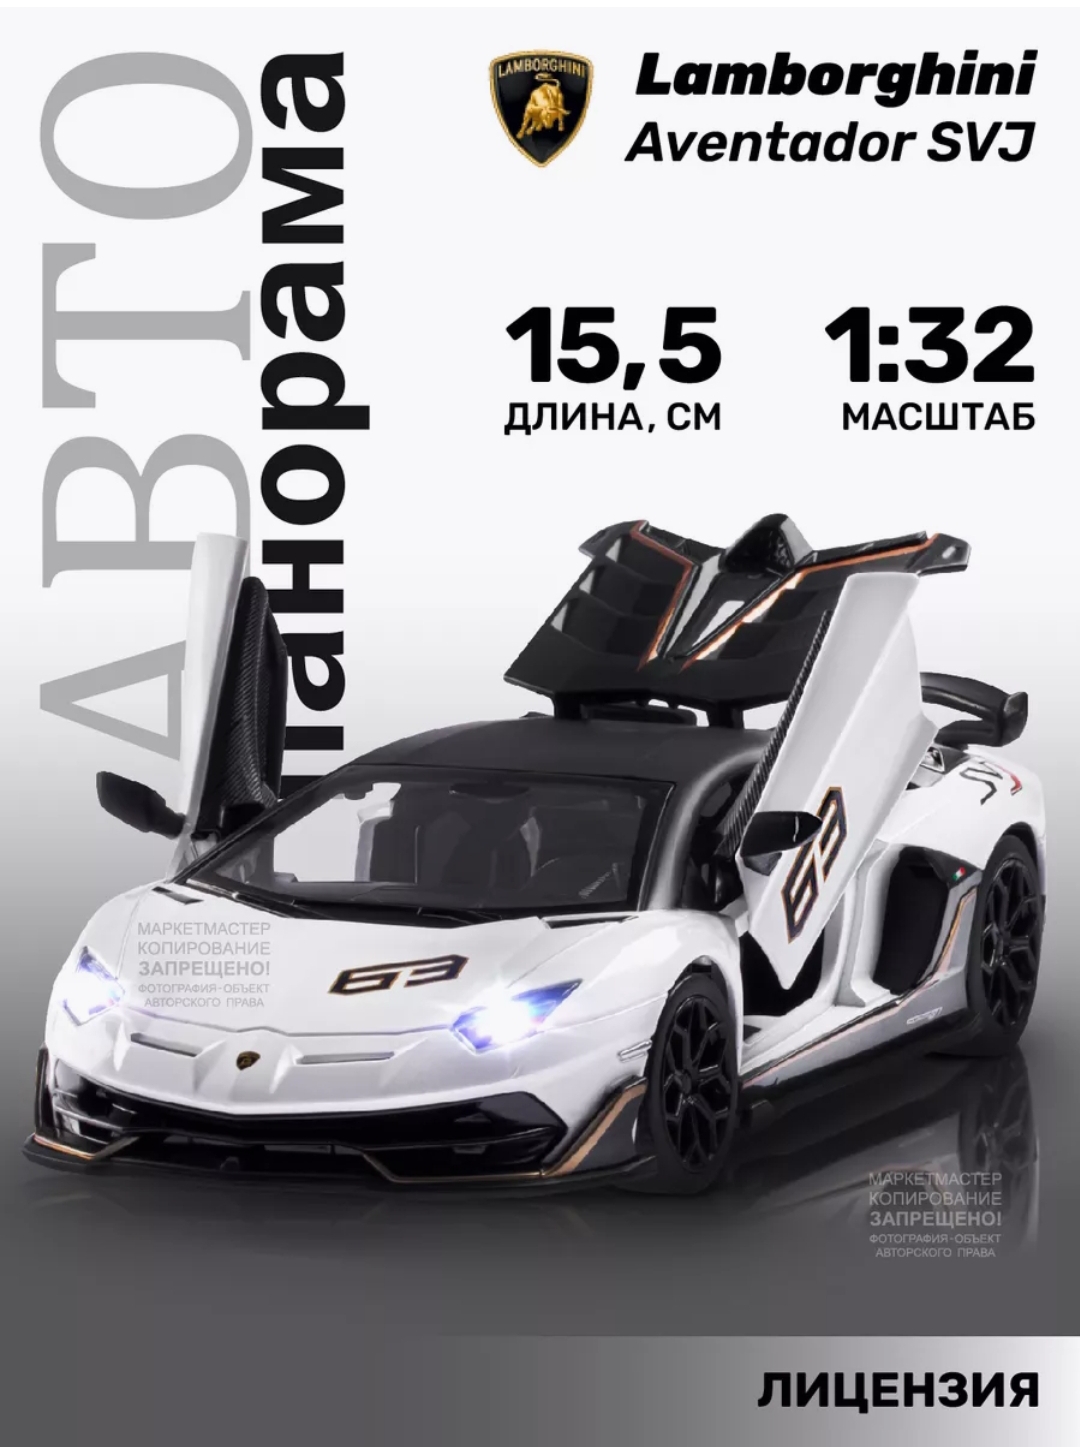 АВТО
панорама
LAMBORGHINI
Lamborghini
Aventador SVJ
15,5
ДЛИНА, СМ
1:32
МАСШТАБ
63
63
SVJ
МАРКЕТМАСТЕР
КОПИРОВАНИЕ
ЗАПРЕЩЕНО!
ФОТОГРАФИЯ-ОБЪЕКТ
АВТОРСКОГО ПРАВА
МАРКЕТМАСТЕР
КОПИРОВАНИЕ
ЗАПРЕЩЕНО!
ФОТОГРАФИЯ-ОБЪЕКТ
АВТОРСКОГО ПРАВА
ЛИЦЕНЗИЯ